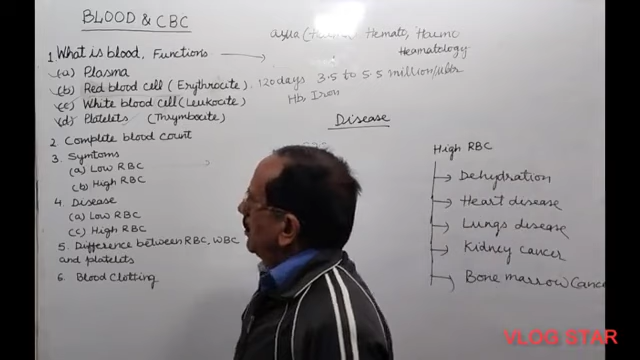 BLOOD & CBC
Hemato, Haemo
Heamatology
1 What is blood, Functions
(a) Plasma
(b) Red blood cell (Erythrocite). 120 days 3.5 to 5.5 million/
(c) White blood cell (Leukocite) Hb, Iron
(d) Platelets (Thrymbocite)
Disease
2 Complete blood count
3. Symtoms
(a) Low RBC
(b) High RBC
4 Disease
(a) Low RBC
(c) High RBC
5. Difference between RBC, WBC
and platelets
6. Blood Clotting
High RBC
Dehydration
Heart disease
Lungs disease
Kidney cancer
Bone marrow Cance
VLOG STAR